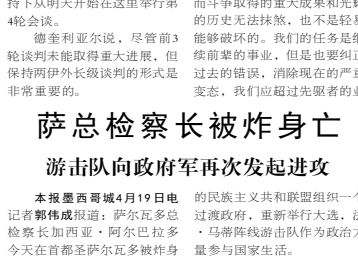 持下从明天开始在这里举行第
4轮会谈。
德奎利亚尔说，尽管前3
轮谈判未能取得重大进展，但
保持两伊外长级谈判的形式是
非常重要的。
而斗争取得的重大成果和光辉
的历史无法抹煞，也不是轻易
能够破坏的。我们的任务是继
续前辈的事业，但是也要纠正
过去的错误，消除现在的严重
变态，我们应超过先驱者的业
萨总检察长被炸身亡
游击队向政府军再次发起进攻
本报墨西哥城4月19日电
记者郭伟成报道：萨尔瓦多总
检察长加西亚·阿尔巴拉多
今天在首都圣萨尔瓦多被炸身
的民族主义共和联盟组织一个
过渡政府，重新举行大选，法
·马蒂阵线游击队作为政治力
量参与国家生活。